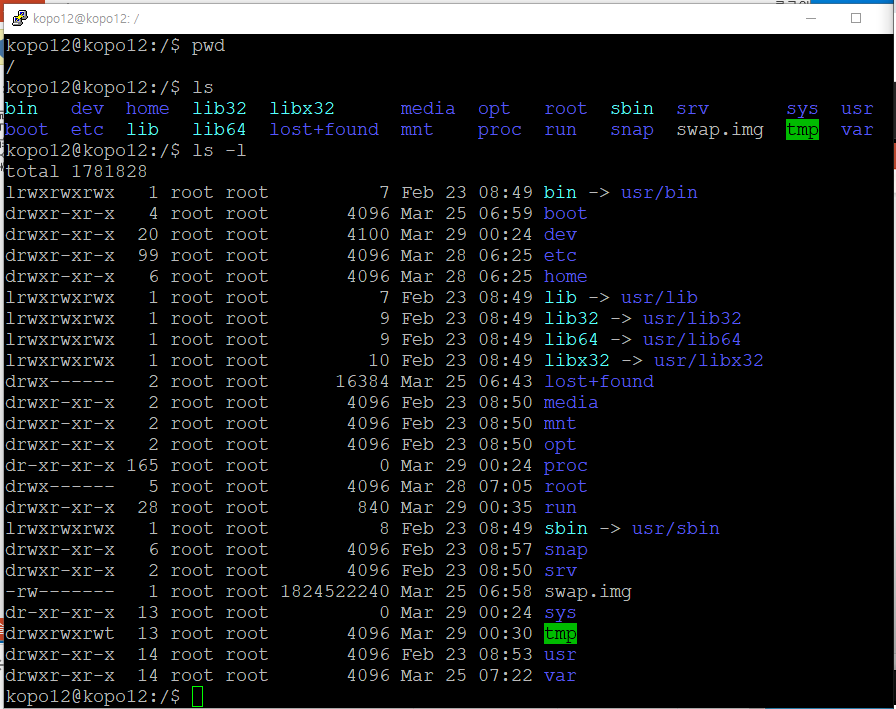 kopo12@kopo12: /
kopo12@kopo12:/$ pwd
/
kopo12@kopo12:/$ ls
bin   dev  home  lib32  libx32      media  opt   root  sbin  srv       sys  usr
boot  etc  lib   lib64  lost+found  mnt    proc  run   snap  swap.img  tmp  var
kopo12@kopo12:/$ ls -l
total 1781828
lrwxrwxrwx   1 root root          7 Feb 23 08:49 bin -> usr/bin
drwxr-xr-x   4 root root       4096 Mar 25 06:59 boot
drwxr-xr-x  20 root root       4100 Mar 29 00:24 dev
drwxr-xr-x  99 root root       4096 Mar 28 06:25 etc
drwxr-xr-x   6 root root       4096 Mar 28 06:25 home
lrwxrwxrwx   1 root root          7 Feb 23 08:49 lib -> usr/lib
lrwxrwxrwx   1 root root          9 Feb 23 08:49 lib32 -> usr/lib32
lrwxrwxrwx   1 root root          9 Feb 23 08:49 lib64 -> usr/lib64
lrwxrwxrwx   1 root root         10 Feb 23 08:49 libx32 -> usr/libx32
drwx------   2 root root      16384 Mar 25 06:43 lost+found
drwxr-xr-x   2 root root       4096 Feb 23 08:50 media
drwxr-xr-x   2 root root       4096 Feb 23 08:50 mnt
drwxr-xr-x   2 root root       4096 Feb 23 08:50 opt
dr-xr-xr-x 165 root root          0 Mar 29 00:24 proc
drwx------   5 root root       4096 Mar 28 07:05 root
drwxr-xr-x  28 root root        840 Mar 29 00:35 run
lrwxrwxrwx   1 root root          8 Feb 23 08:49 sbin -> usr/sbin
drwxr-xr-x   6 root root       4096 Feb 23 08:57 snap
drwxr-xr-x   2 root root       4096 Feb 23 08:50 srv
-rw-------   1 root root 1824522240 Mar 25 06:58 swap.img
dr-xr-xr-x  13 root root          0 Mar 29 00:24 sys
drwxrwxrwt  13 root root       4096 Mar 29 00:30 tmp
drwxr-xr-x  14 root root       4096 Feb 23 08:53 usr
drwxr-xr-x  14 root root       4096 Mar 25 07:22 var
kopo12@kopo12:/$